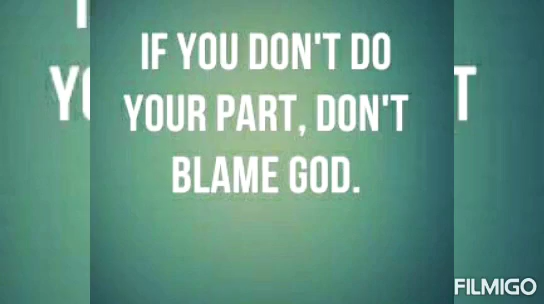 IF YOU DON'T DO
YOUR PART, DON'T
BLAME GOD.
FILMIGO